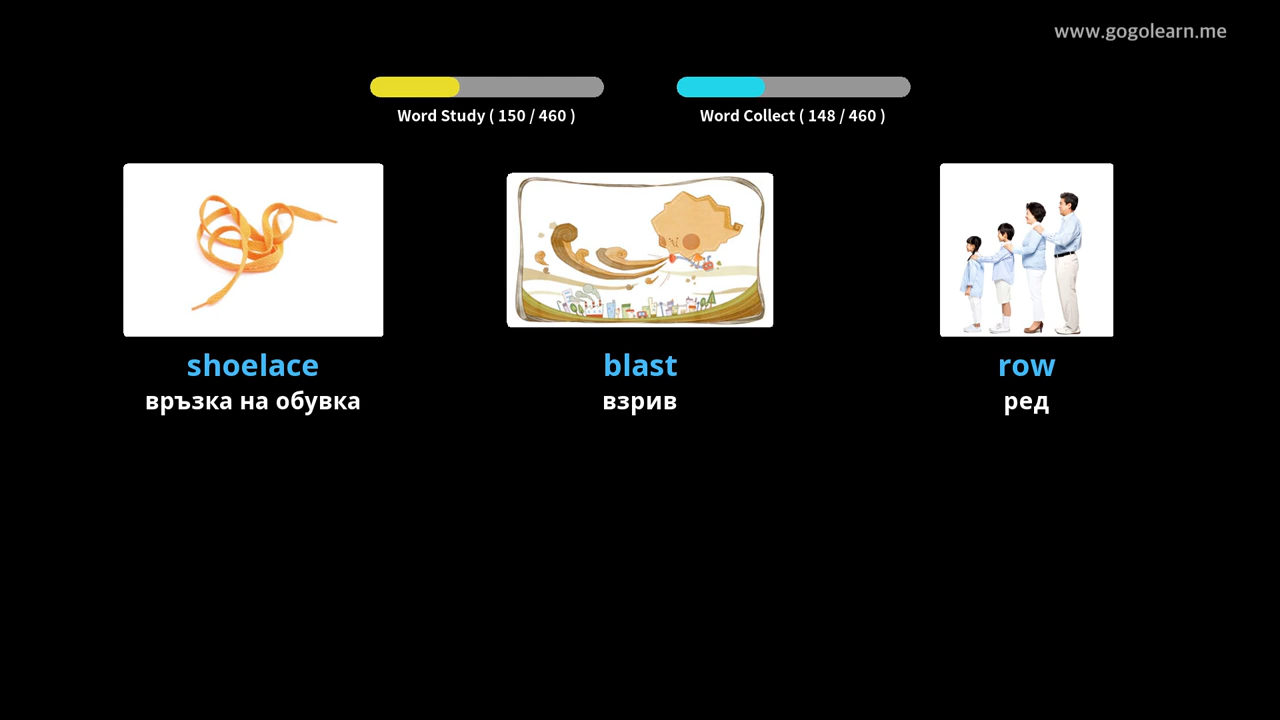 www.gogolearn.me
Word Study ( 150 / 460 )
Word Collect ( 148 / 460 )
shoelace
връзка на обувка
blast
взрив
row
ред